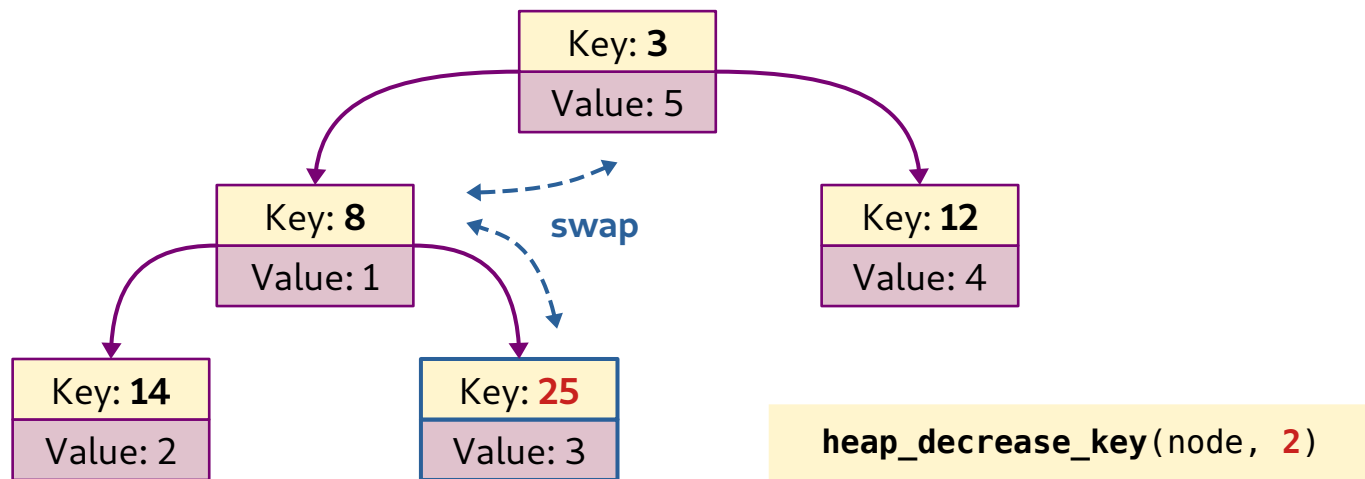 Key: 3
Value: 5
Key: 8
Value: 1
swap
Key: 12
Value: 4
Key: 14
Value: 2
Key: 25
Value: 3
heap_decrease_key(node, 2)